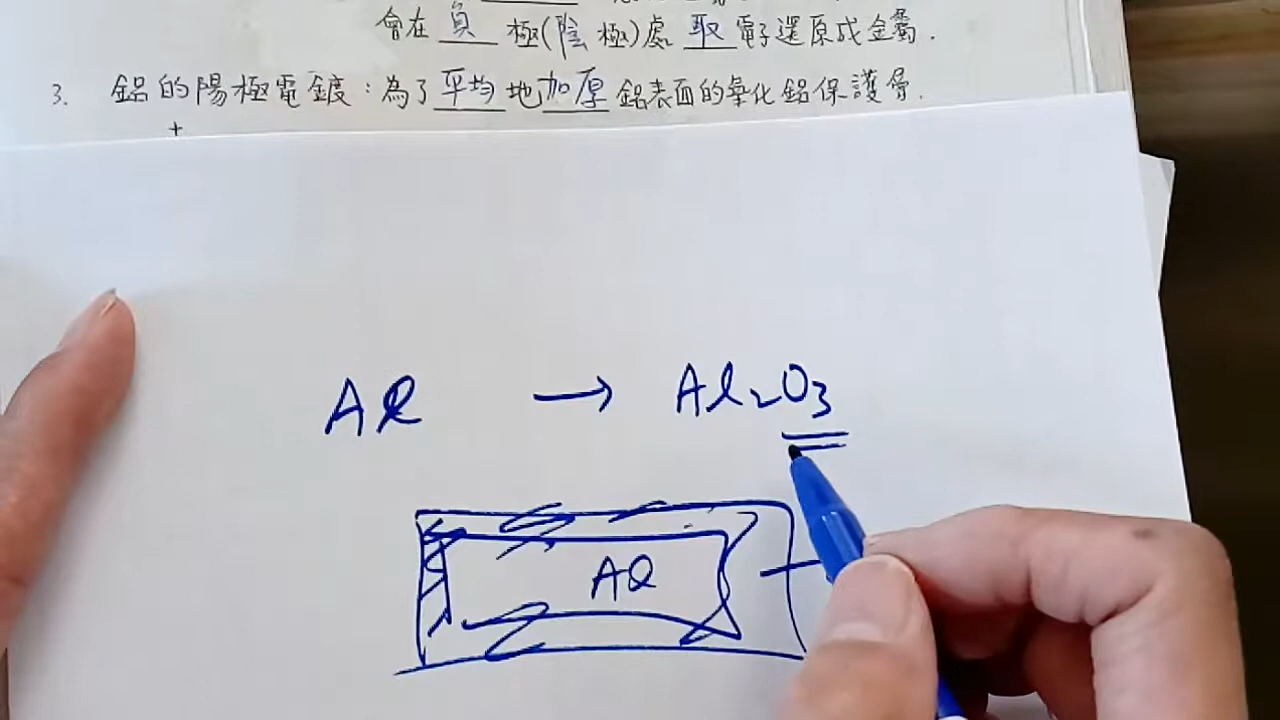 會在 負 極(陰極)處 取 電子還原成金屬.
3. 鋁的陽極電鍍:為了平均地加厚鋁表面的氧化鋁保護膜.
+
Al → Al₂O₃
Al